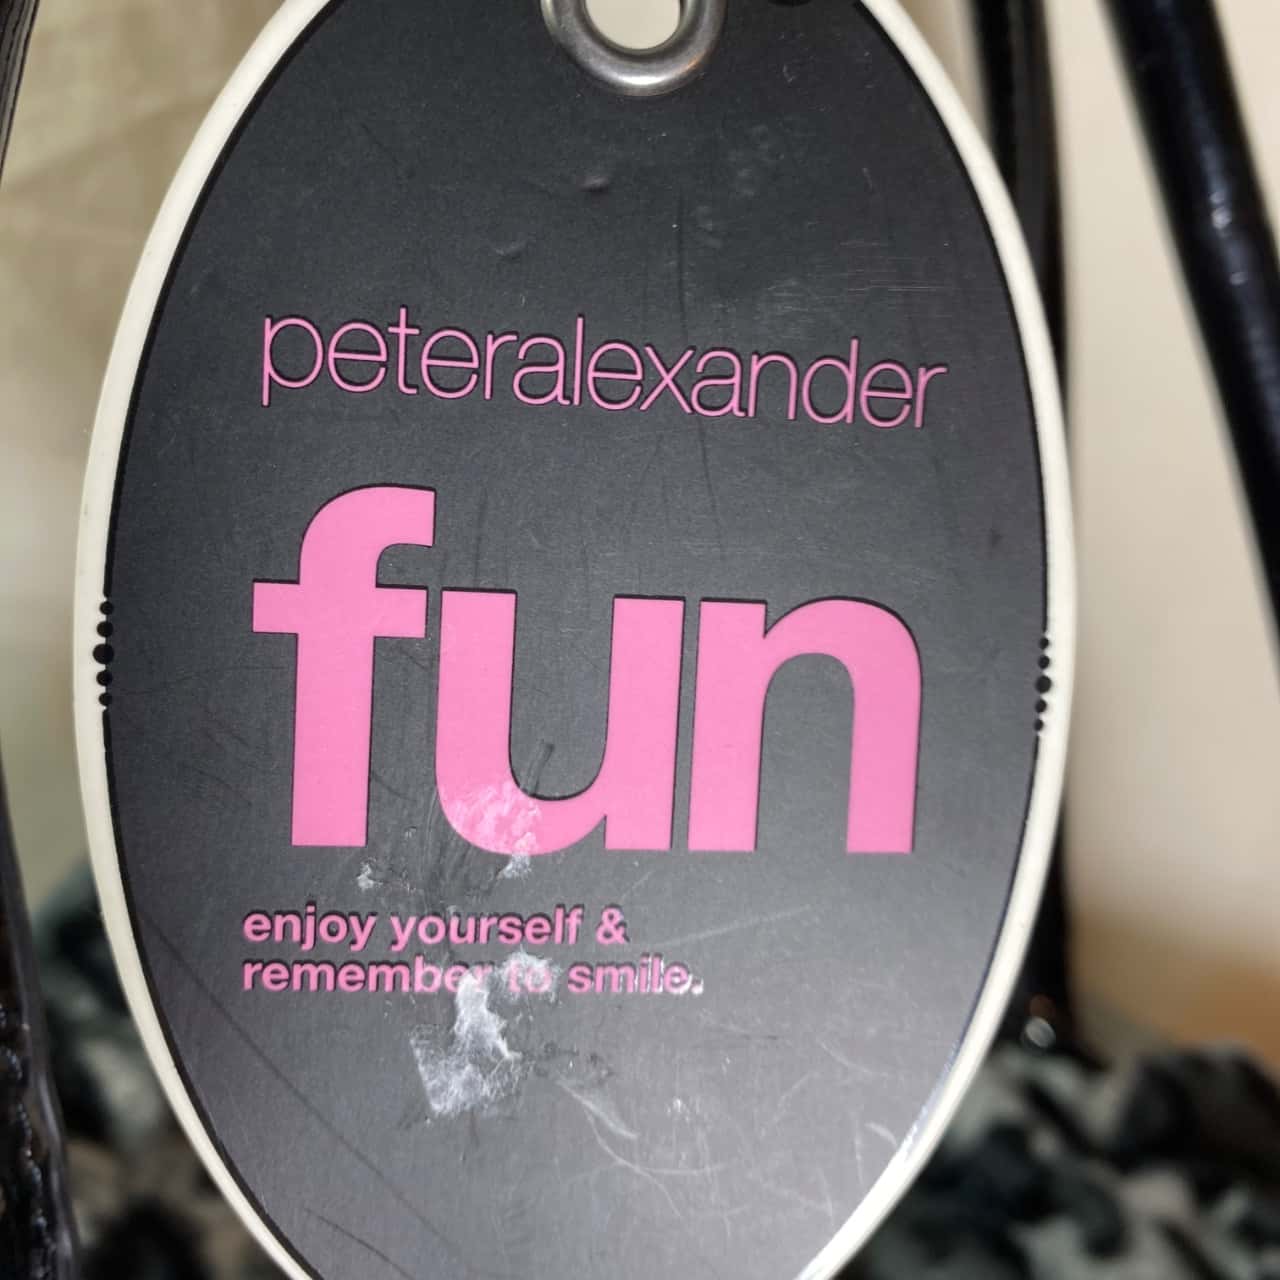 peteralexander
fun
enjoy yourself &
remember to smile.